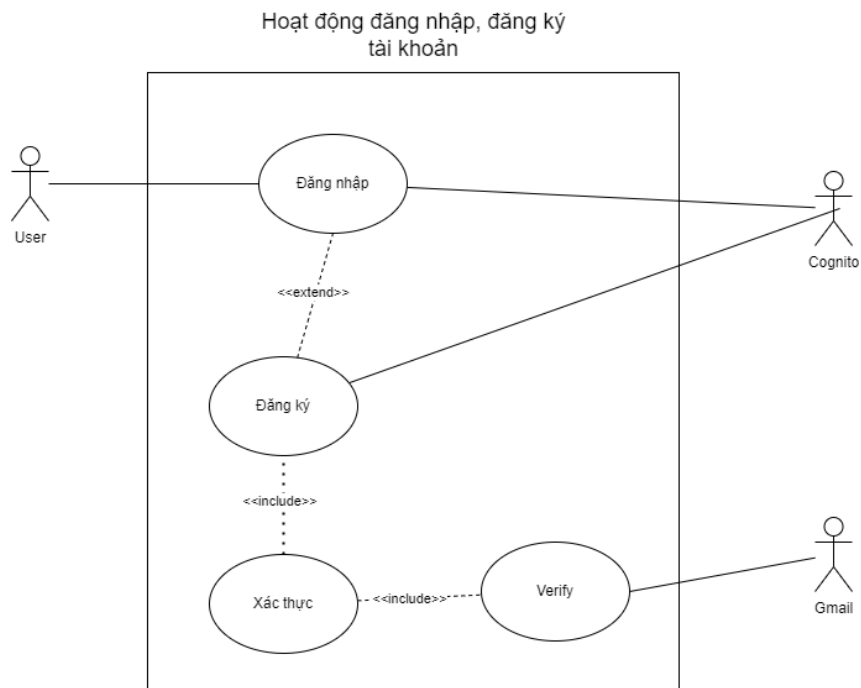 Hoạt động đăng nhập, đăng ký
tài khoản
Đăng nhập
User
Cognito
<<extend>>
Đăng ký
<<include>>
Xác thực
<<include>>
Verify
Gmail